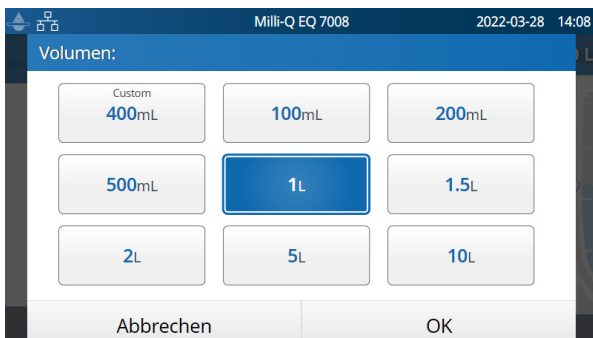 Milli-Q EQ 7008 2022-03-28 14:08
Volumen:
Custom
400mL 100mL 200mL
500mL 1L 1.5L
2L 5L 10L
Abbrechen OK